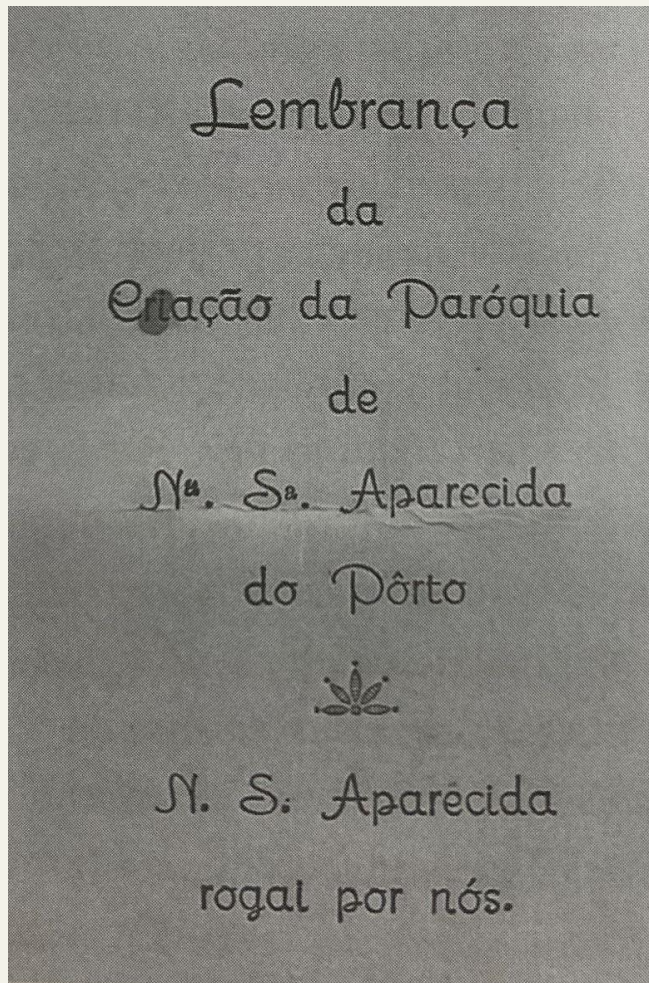 Lembrança
da
Criação da Paróquia
de
Nª. Sª. Aparecida
do Pôrto
N. S. Aparecida
rogai por nós.